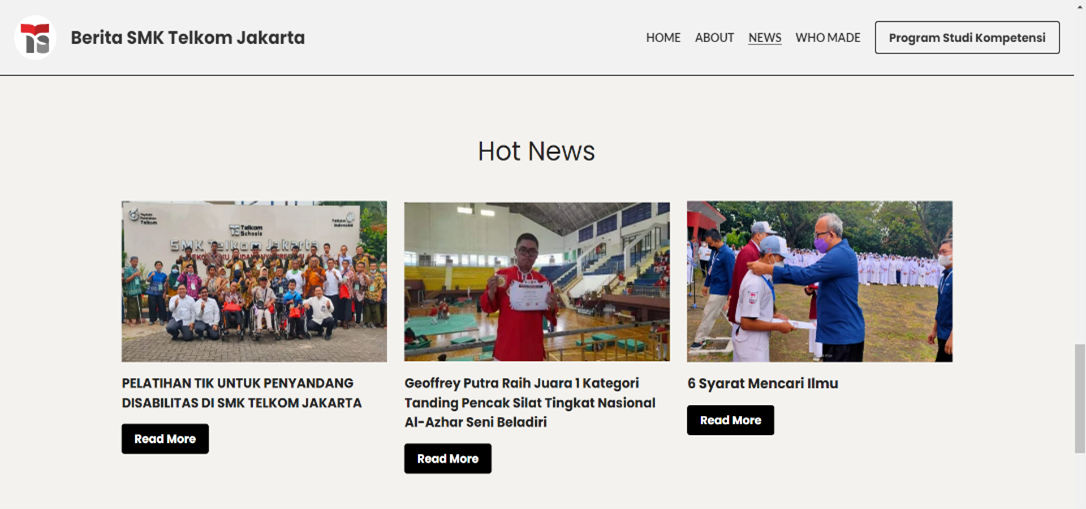 Berita SMK Telkom Jakarta
HOME
ABOUT
NEWS
WHO MADE
Program Studi Kompetensi
Hot News
Telkom
Schools
SMK Telkom Jakarta
PELATIHAN TIK UNTUK PENYANDANG
DISABILITAS DI SMK TELKOM JAKARTA
Read More
Geoffrey Putra Raih Juara 1 Kategori
Tanding Pencak Silat Tingkat Nasional
Al-Azhar Seni Beladiri
Read More
6 Syarat Mencari Ilmu
Read More